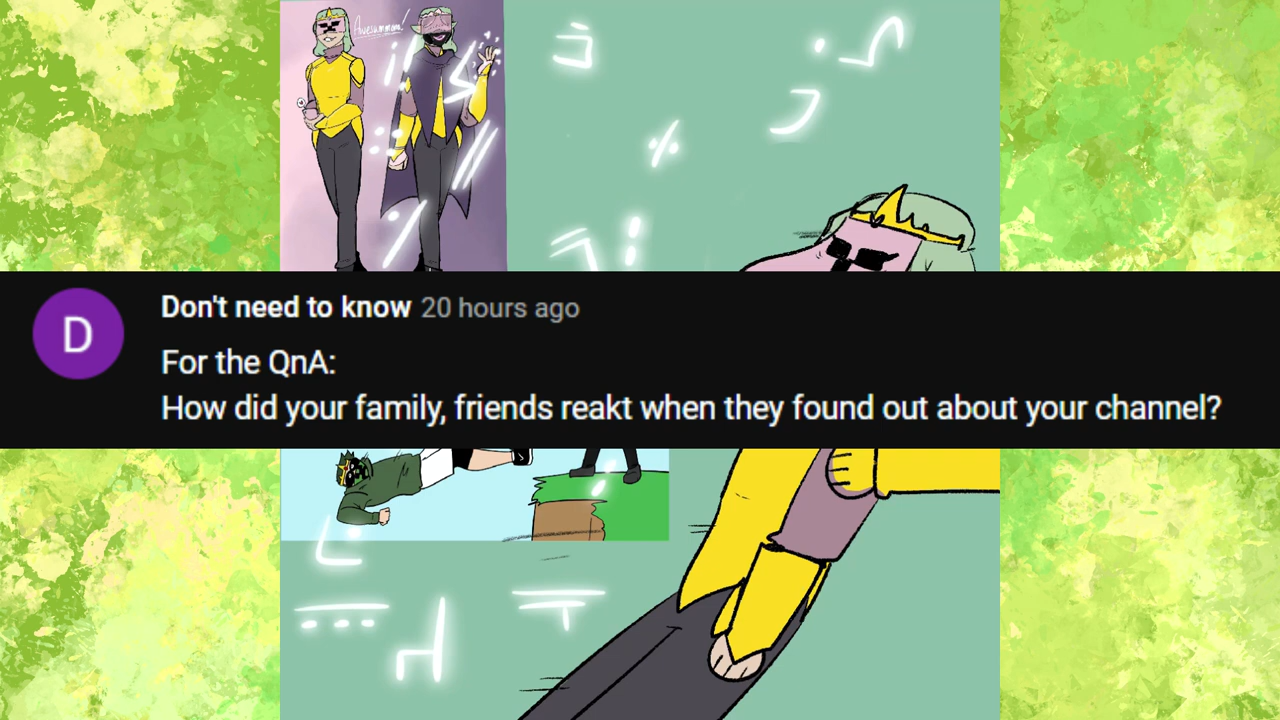 Awesummm!
D
Don't need to know 20 hours ago
For the QnA:
How did your family, friends reakt when they found out about your channel?